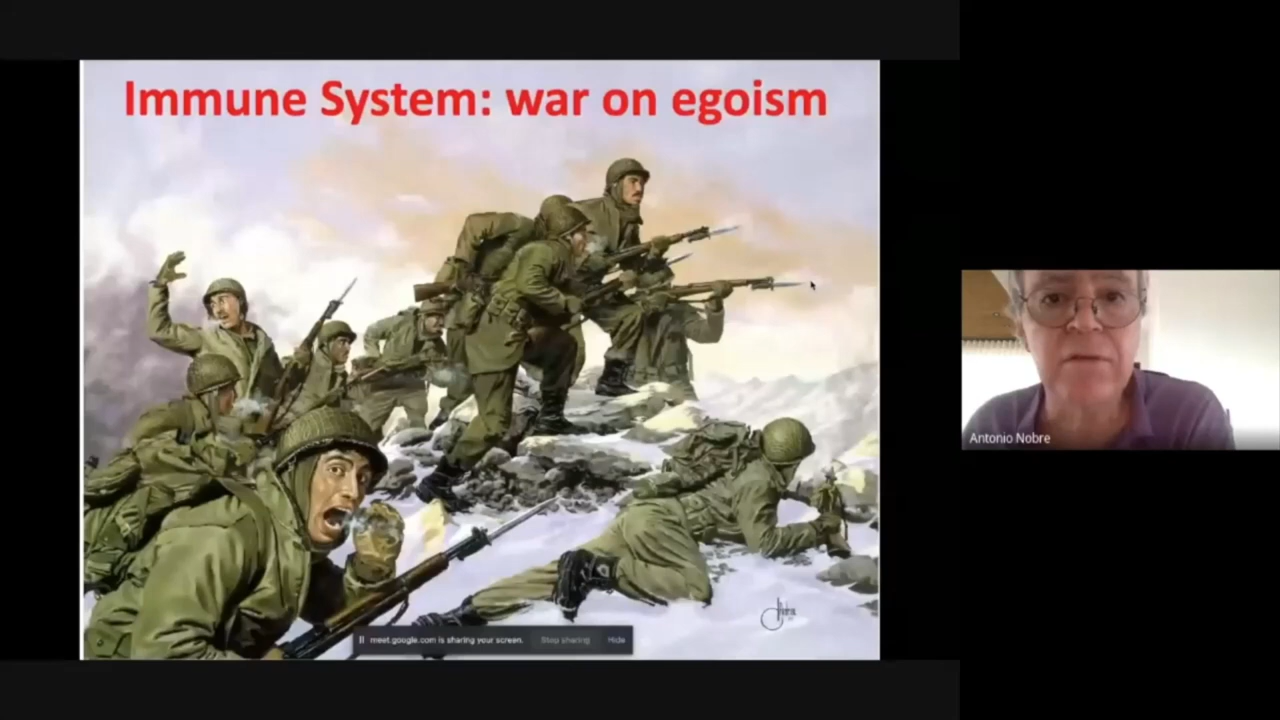 Immune System: war on egoism
Antonio Nobre
meet.google.com is sharing your screen. Stop sharing Hide